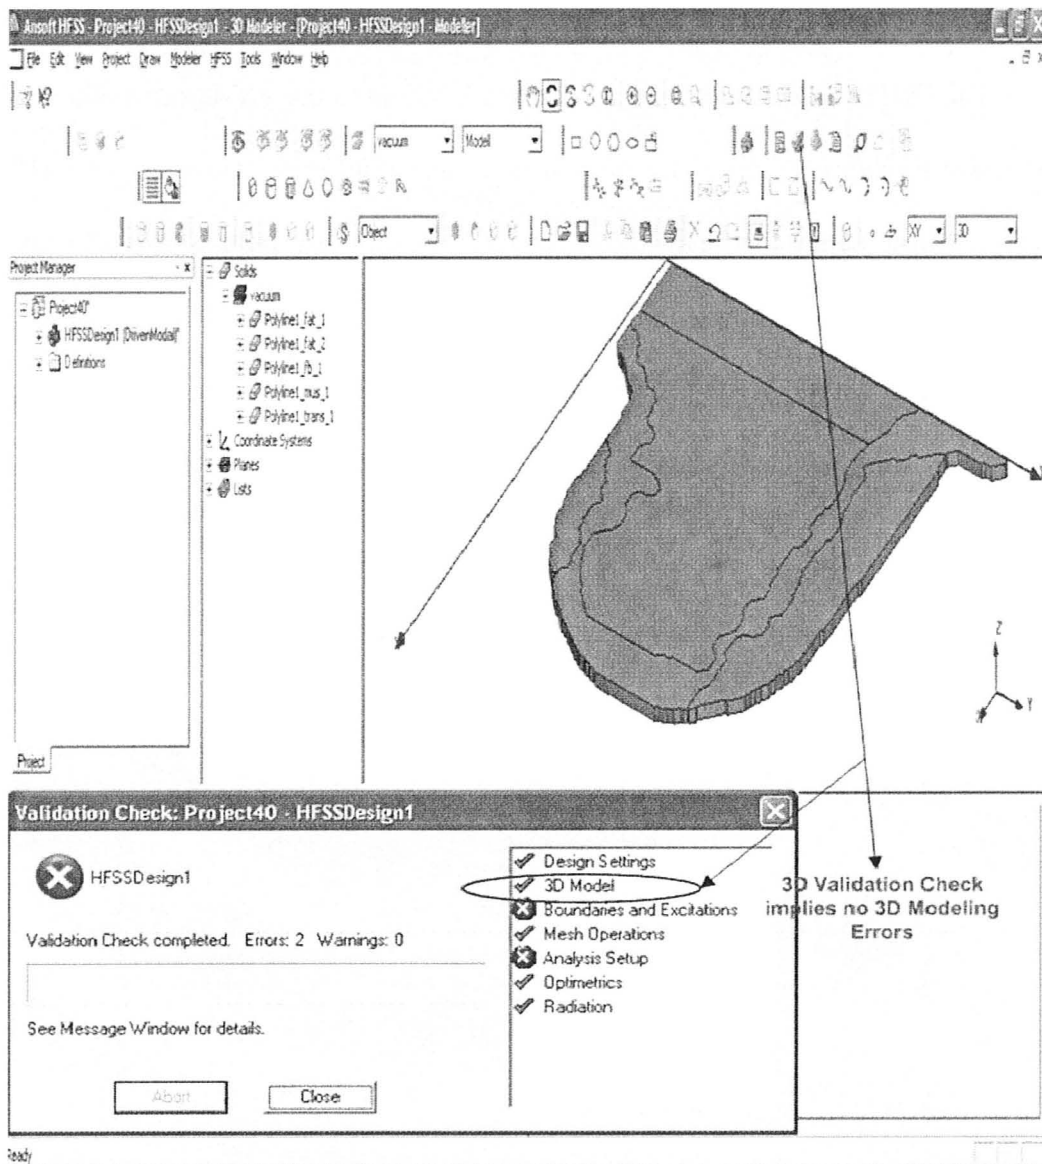 Ansoft HFSS - Project40 - HFSSDesign1 - 3D Modeler - [Project40 - HFSSDesign1 - Modeler]
File Edit View Project Draw Modeler HFSS Tools Window Help
vacuum Model
Object XY 3D
Project Manager
Project40*
HFSSDesign1 (DrivenModal)*
Definitions
Project
Solids
vacuum
Polyline1_fat_1
Polyline1_fat_2
Polyline1_fb_1
Polyline1_mus_1
Polyline1_trans_1
Coordinate Systems
Planes
Lists
Z
Y
Validation Check: Project40 - HFSSDesign1
HFSSDesign1
Validation Check completed. Errors: 2 Warnings: 0
See Message Window for details.
Abort Close
Design Settings
3D Model
Boundaries and Excitations
Mesh Operations
Analysis Setup
Optimetrics
Radiation
3D Validation Check
implies no 3D Modeling
Errors
Ready